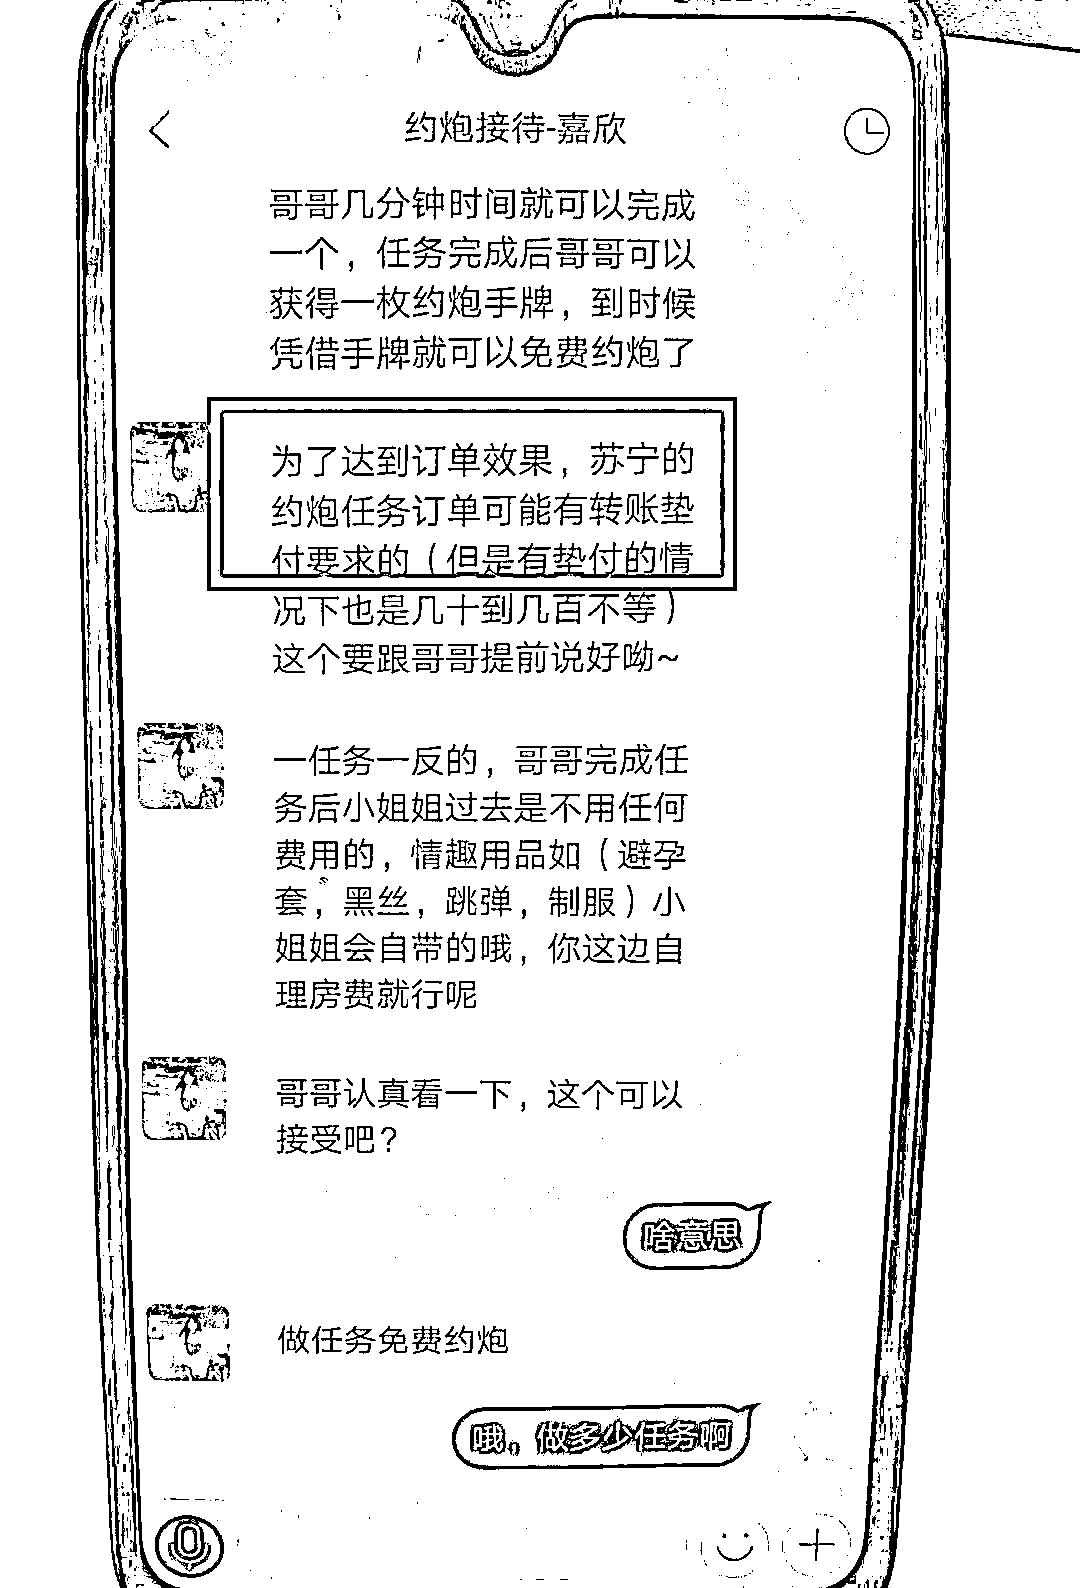 约炮接待-嘉欣
哥哥几分钟时间就可以完成
一个，任务完成后哥哥可以
获得一枚约炮手牌，到时候
凭借手牌就可以免费约炮了
为了达到订单效果，苏宁的
约炮任务订单可能有转账垫
付要求的（但是有垫付的情
况下也是几十到几百不等）
这个要跟哥哥提前说好呦~
一任务一反的，哥哥完成任
务后小姐姐过去是不用任何
费用的，情趣用品如（避孕
套，黑丝，跳弹，制服）小
姐姐会自带的哦，你这边自
理房费就行呢
哥哥认真看一下，这个可以
接受吧？
啥意思
做任务免费约炮
哦。做多少任务啊